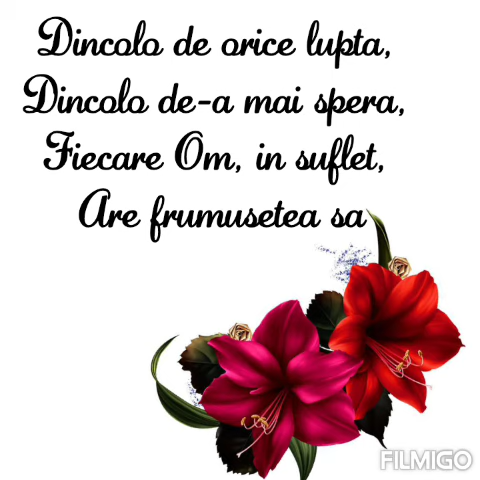 Dincolo de orice lupta,
Dincolo de-a mai spera,
Fiecare Om, in suflet,
Are frumusetea sa
FILMIGO